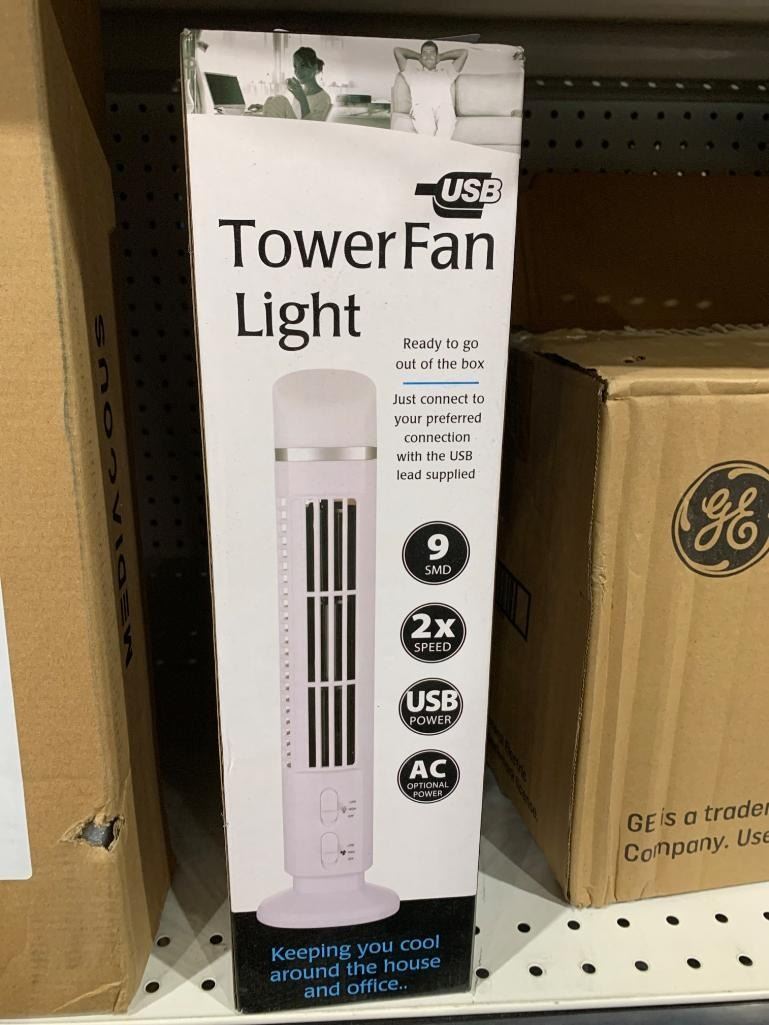 USB
Tower Fan
Light
Ready to go
out of the box
Just connect to
your preferred
connection
with the USB
lead supplied
9
SMD
2x
SPEED
USB
POWER
AC
OPTIONAL
POWER
Keeping you cool
around the house
and office..
MEDIAVOCUS
GE
GE is a trader
Company. Use